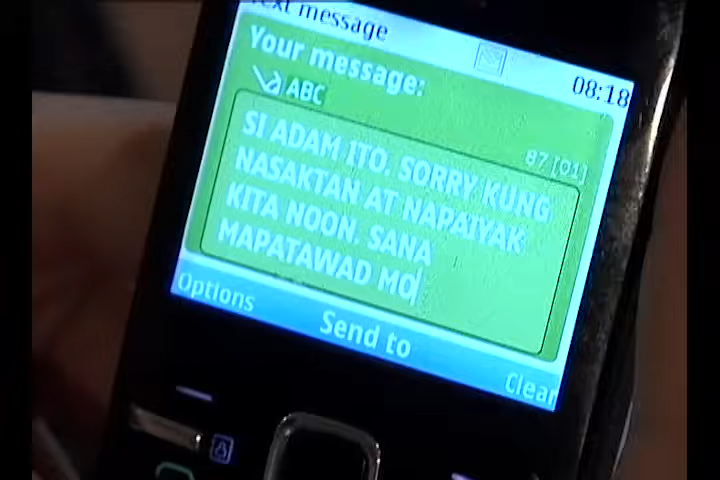 Text message
08:18
Your message:
ABC
87 [01]
SI ADAM ITO. SORRY KUNG
NASAKTAN AT NAPAIYAK
KITA NOON. SANA
MAPATAWAD MO
Options
Send to
Clear